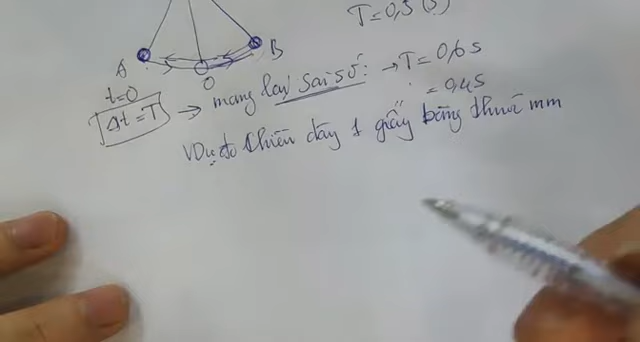 T = 0,5 (s)
A
B
O
t=0
Δt = T → mang lại sai số: → T = 0,6 s
= 0,4 s
VD: đo chiều dày 1 giấy bằng thước mm